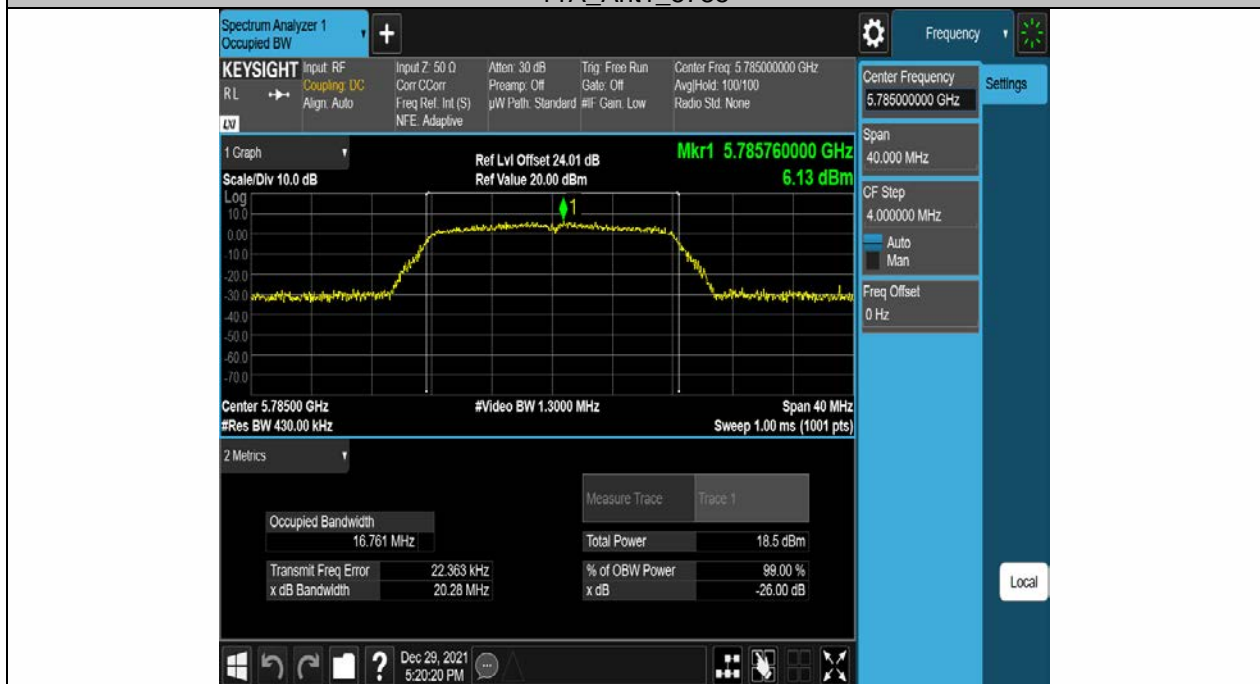 Spectrum Analyzer 1
Occupied BW
Frequency
KEYSIGHT
RL
LXI
Input: RF
Coupling: DC
Align: Auto
Input Z: 50 Ω
Corr CCorr
Freq Ref: Int (S)
NFE: Adaptive
Atten: 30 dB
Preamp: Off
µW Path: Standard
Trig: Free Run
Gate: Off
#IF Gain: Low
Center Freq: 5.785000000 GHz
Avg|Hold: 100/100
Radio Std: None
Center Frequency
5.785000000 GHz
Settings
Span
40.000 MHz
CF Step
4.000000 MHz
Auto
Man
Freq Offset
0 Hz
Local
1 Graph
Scale/Div 10.0 dB
Ref Lvl Offset 24.01 dB
Ref Value 20.00 dBm
Mkr1 5.785760000 GHz
6.13 dBm
Log
10.0
0.00
-10.0
-20.0
-30.0
-40.0
-50.0
-60.0
-70.0
1
Center 5.78500 GHz
#Video BW 1.3000 MHz
Span 40 MHz
#Res BW 430.00 kHz
Sweep 1.00 ms (1001 pts)
2 Metrics
Measure Trace Trace 1
Occupied Bandwidth
16.761 MHz
Total Power 18.5 dBm
Transmit Freq Error 22.363 kHz
% of OBW Power 99.00 %
x dB Bandwidth 20.28 MHz
x dB -26.00 dB
Dec 29, 2021
5:20:20 PM